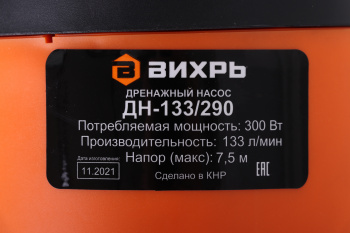 ВИХРЬ
ДРЕНАЖНЫЙ НАСОС
ДН-133/290
Потребляемая мощность: 300 Вт
Производительность: 133 л/мин
Напор (макс): 7,5 м
Дата изготовления:
11.2021
Сделано в КНР
EAC